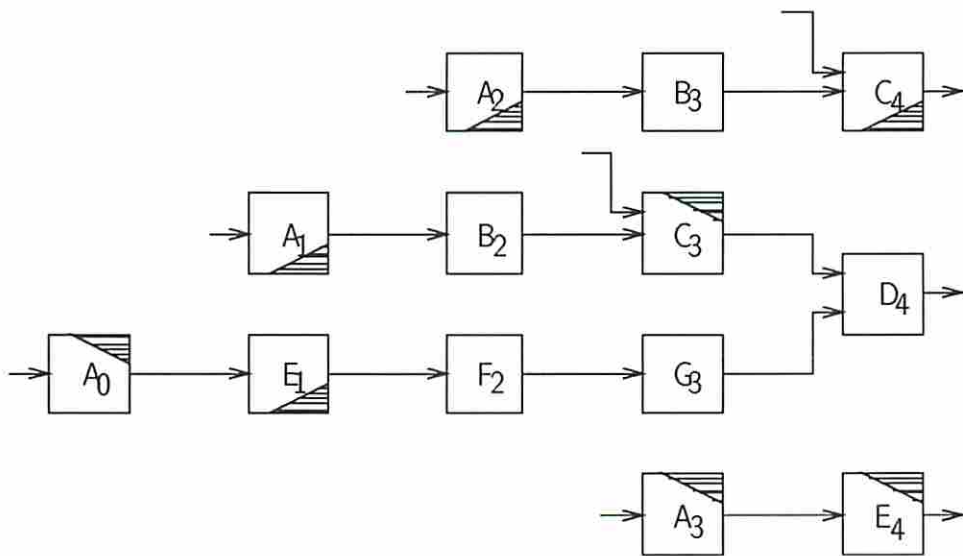 A₂ B₃ C₄
A₁ B₂ C₃
D₄
A₀ E₁ F₂ G₃
A₃ E₄